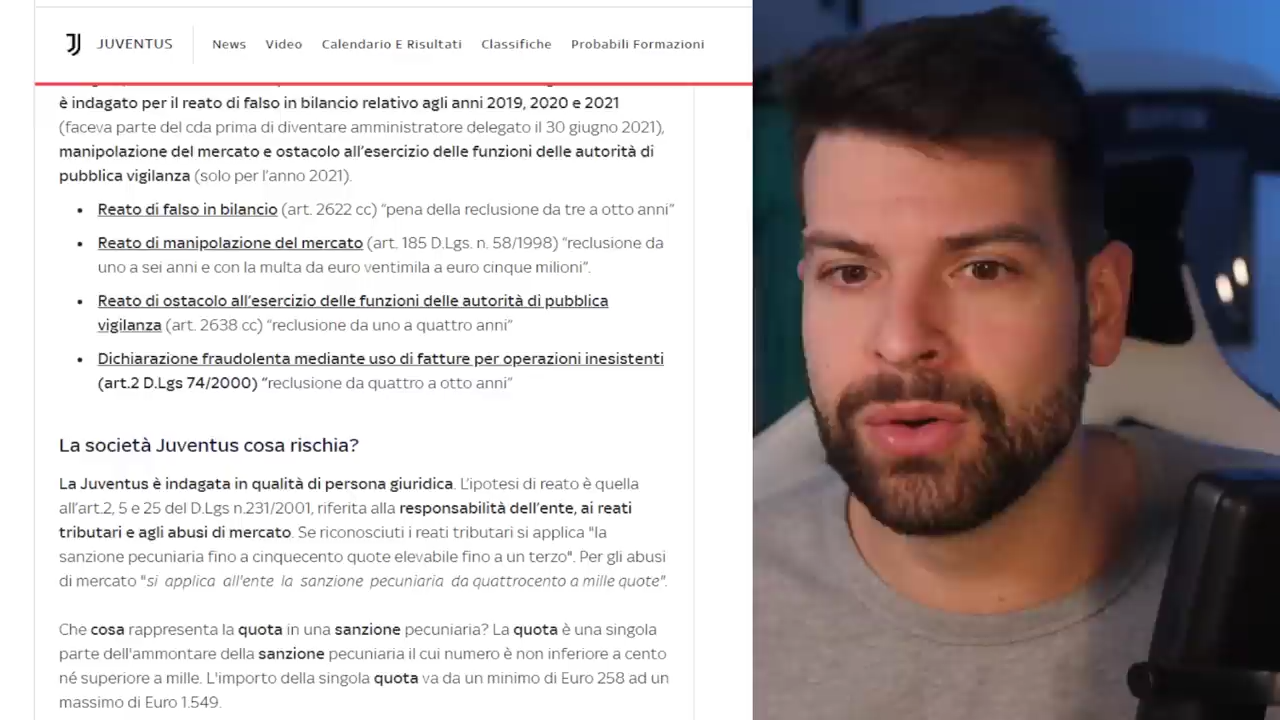 JUVENTUS News Video Calendario E Risultati Classifiche Probabili Formazioni
è indagato per il reato di falso in bilancio relativo agli anni 2019, 2020 e 2021
(faceva parte del cda prima di diventare amministratore delegato il 30 giugno 2021),
manipolazione del mercato e ostacolo all'esercizio delle funzioni delle autorità di
pubblica vigilanza (solo per l'anno 2021).
• Reato di falso in bilancio (art. 2622 cc) “pena della reclusione da tre a otto anni”
• Reato di manipolazione del mercato (art. 185 D.Lgs. n. 58/1998) “reclusione da
uno a sei anni e con la multa da euro ventimila a euro cinque milioni”.
• Reato di ostacolo all'esercizio delle funzioni delle autorità di pubblica
vigilanza (art. 2638 cc) “reclusione da uno a quattro anni”
• Dichiarazione fraudolenta mediante uso di fatture per operazioni inesistenti
(art.2 D.Lgs 74/2000) “reclusione da quattro a otto anni”
La società Juventus cosa rischia?
La Juventus è indagata in qualità di persona giuridica. L'ipotesi di reato è quella
all'art.2, 5 e 25 del D.Lgs n.231/2001, riferita alla responsabilità dell'ente, ai reati
tributari e agli abusi di mercato. Se riconosciuti i reati tributari si applica "la
sanzione pecuniaria fino a cinquecento quote elevabile fino a un terzo". Per gli abusi
di mercato "si applica all'ente la sanzione pecuniaria da quattrocento a mille quote".
Che cosa rappresenta la quota in una sanzione pecuniaria? La quota è una singola
parte dell'ammontare della sanzione pecuniaria il cui numero è non inferiore a cento
né superiore a mille. L'importo della singola quota va da un minimo di Euro 258 ad un
massimo di Euro 1.549.